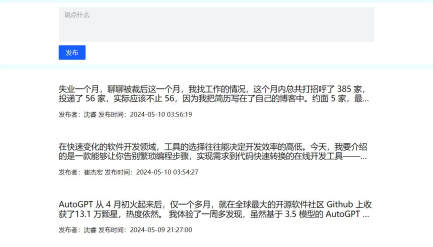 说点什么
发布
失业一个月，聊聊被裁后这一个月，我找工作的情况，这个月内总共打招呼了 385 家，
投递了 56 家，实际应该不止 56，因为我把简历写在了自己的博客中。约面 5 家，最...
发布者：沈睿 发布时间：2024-05-10 03:56:19
在快速变化的软件开发领域，工具的选择往往能决定开发效率的高低。今天，我要介绍
的是一款能够让你告别繁琐编程步骤，实现需求到代码快速转换的在线开发工具——...
发布者：崔杰宏 发布时间：2024-05-10 03:54:27
AutoGPT 从 4 月初火起来后，仅一个多月，就在全球最大的开源软件社区 Github 上收
获了13.1 万颗星，热度依然。 我体验了一周多发现，虽然基于 3.5 模型的 AutoGPT ...
发布者：沈睿 发布时间：2024-05-09 21:27:00